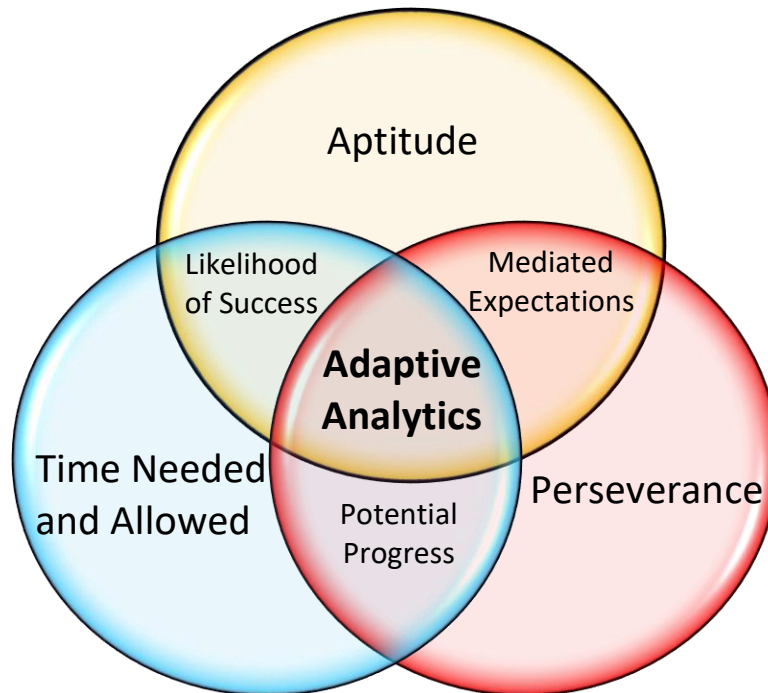 Aptitude
Likelihood
of Success
Mediated
Expectations
Adaptive
Analytics
Time Needed
and Allowed
Perseverance
Potential
Progress